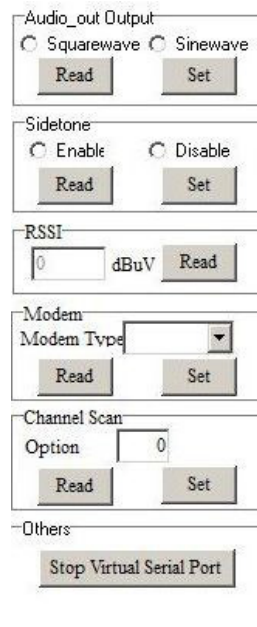 Audio_out Output
Squarewave Sinewave
Read Set
Sidetone
Enable Disable
Read Set
RSSI
0 dBuV Read
Modem
Modem Type
Read Set
Channel Scan
Option 0
Read Set
Others
Stop Virtual Serial Port